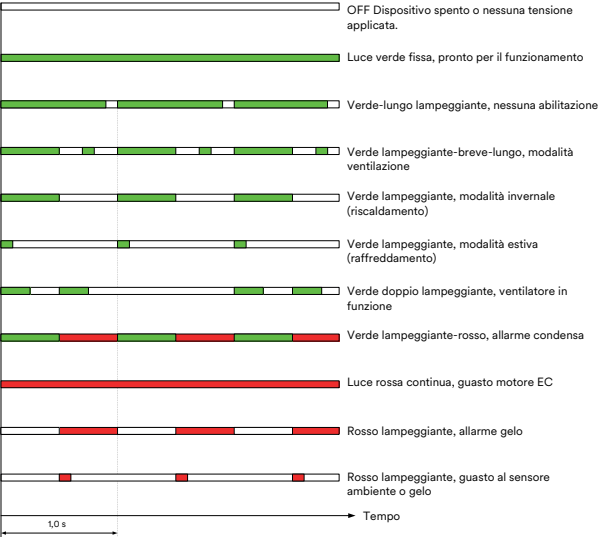 OFF Dispositivo spento o nessuna tensione
applicata.
Luce verde fissa, pronto per il funzionamento
Verde-lungo lampeggiante, nessuna abilitazione
Verde lampeggiante-breve-lungo, modalità
ventilazione
Verde lampeggiante, modalità invernale
(riscaldamento)
Verde lampeggiante, modalità estiva
(raffreddamento)
Verde doppio lampeggiante, ventilatore in
funzione
Verde lampeggiante-rosso, allarme condensa
Luce rossa continua, guasto motore EC
Rosso lampeggiante, allarme gelo
Rosso lampeggiante, guasto al sensore
ambiente o gelo
Tempo
1,0 s